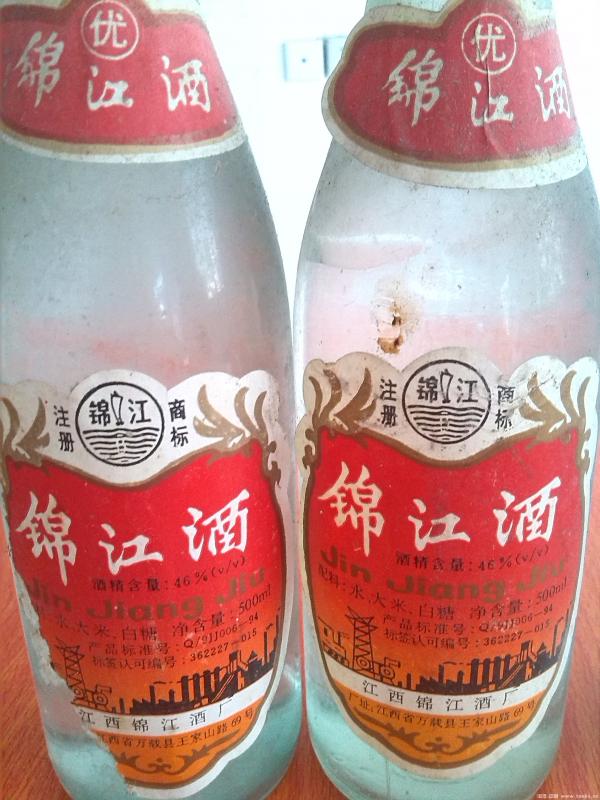 优
锦江酒
注册
锦江
商标
锦江酒
酒精含量:46%(v/v)
Jin Jiang Jiu
水、大米、白糖 净含量:500ml
产品标准号:Q/9JJ006-94
标签认可编号:362227-015
江西锦江酒厂
江西省万载县王家山路69号
优
锦江酒
注册
锦江
商标
锦江酒
酒精含量:46%(v/v)
Jin Jiang Jiu
配料:水、大米、白糖 净含量:500ml
产品标准号:Q/9JJ006-94
标签认可编号:362227-015
江西锦江酒厂
厂址:江西省万载县王家山路69号